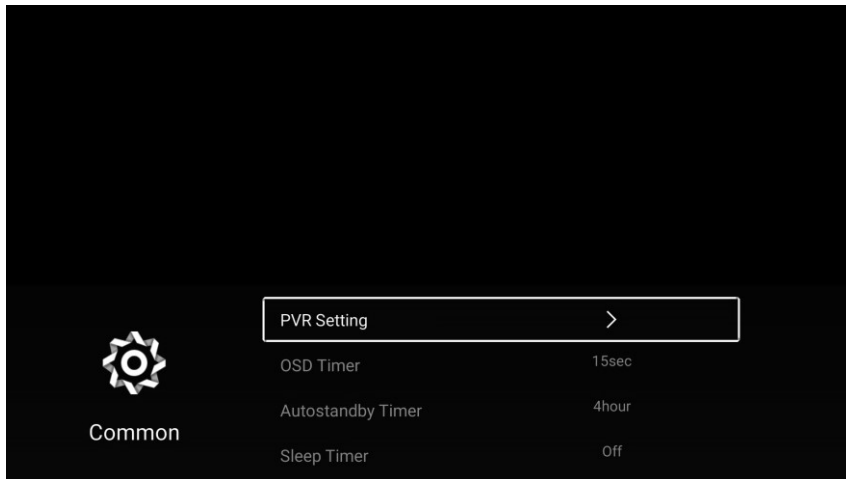 PVR Setting >
OSD Timer 15sec
Autostandby Timer 4hour
Common
Sleep Timer Off